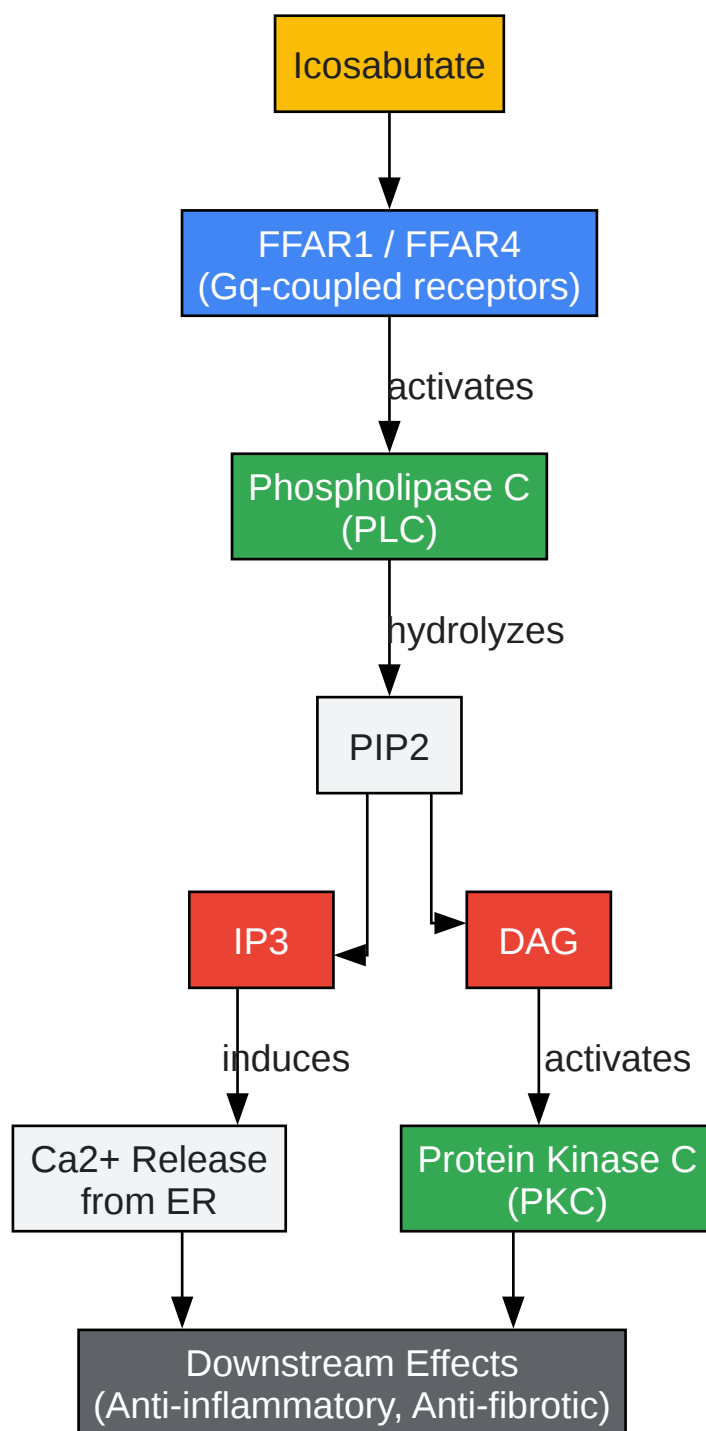 Icosabutate
FFAR1 / FFAR4
(Gq-coupled receptors)
activates
Phospholipase C
(PLC)
hydrolyzes
PIP2
IP3
DAG
induces
activates
Ca2+ Release
from ER
Protein Kinase C
(PKC)
Downstream Effects
(Anti-inflammatory, Anti-fibrotic)